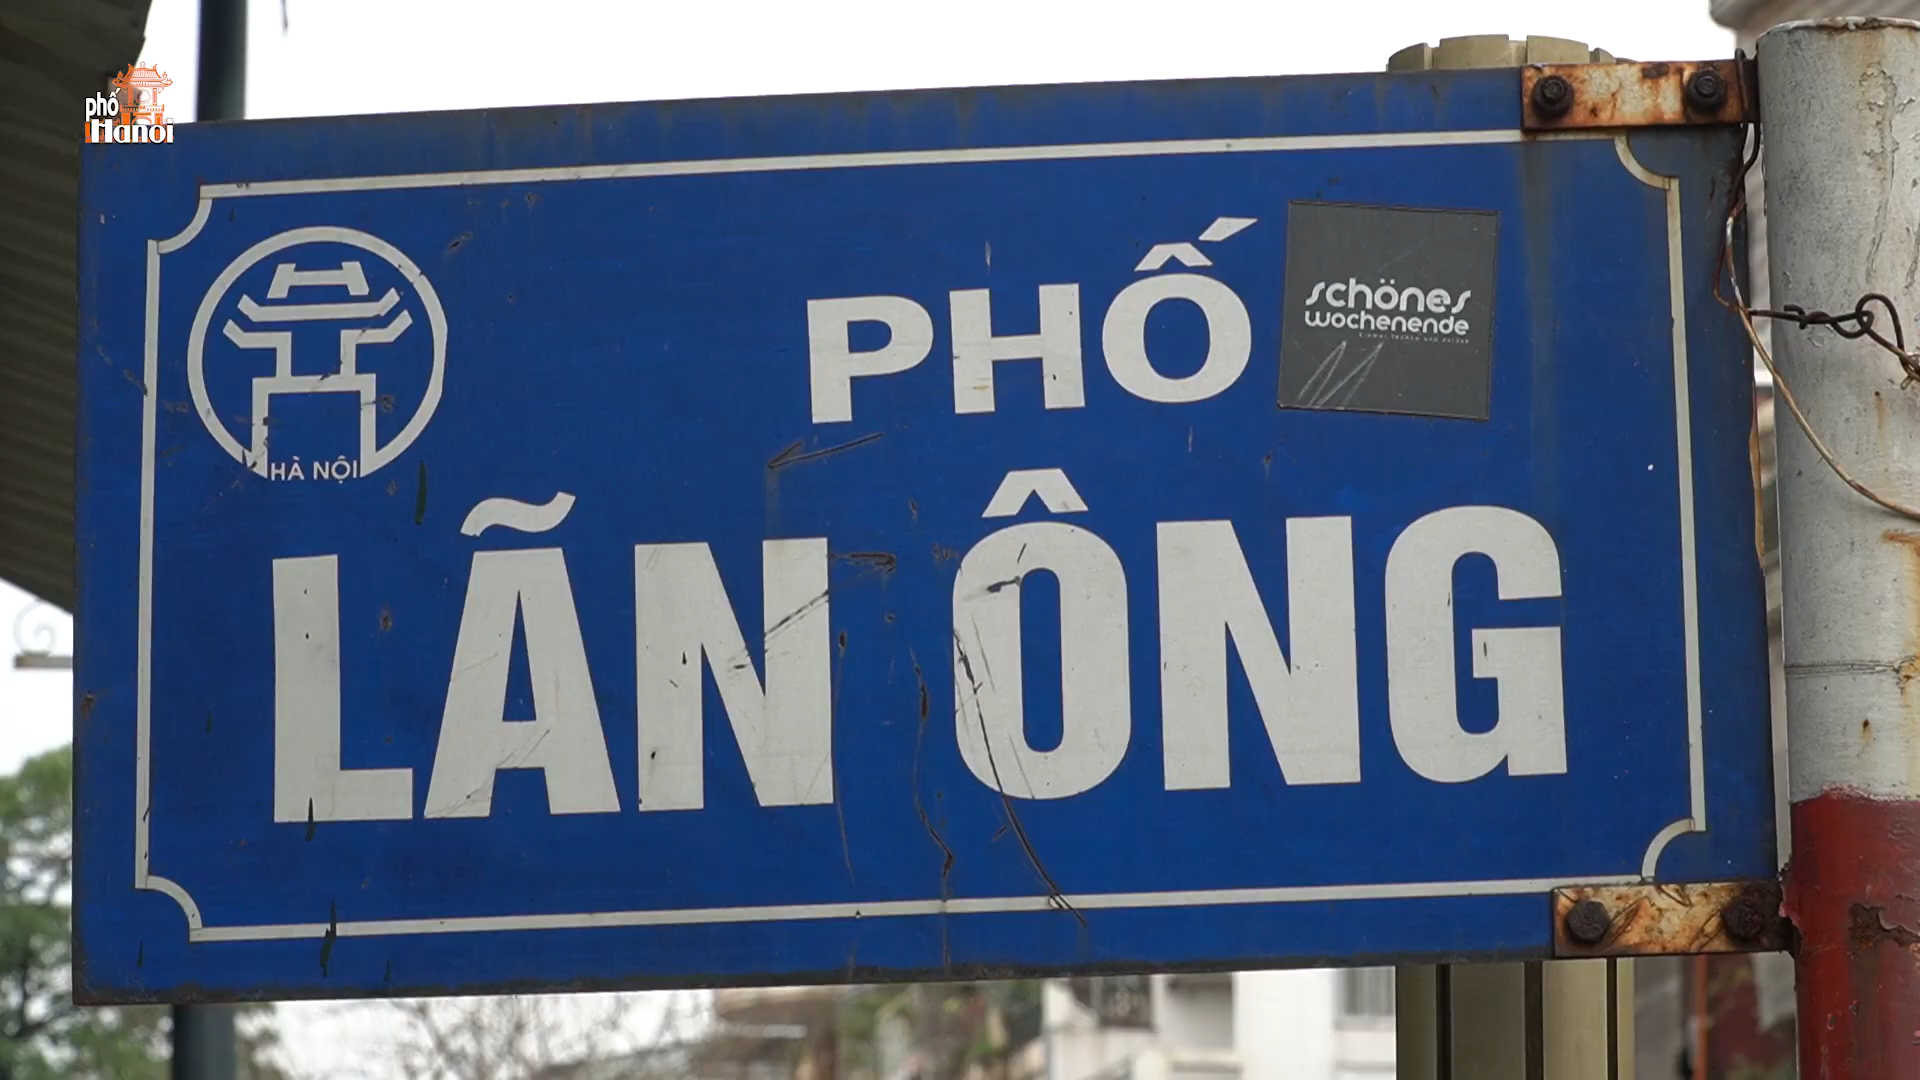 phố
Hanoi
PHỐ
schönes
wochenende
HÀ NỘI
LÃN ÔNG